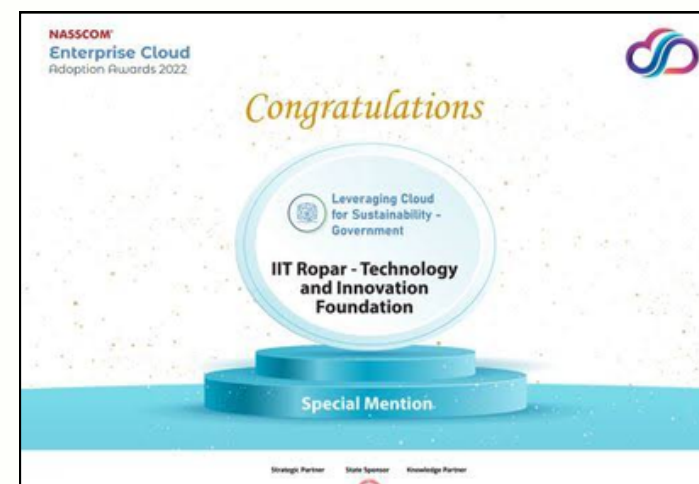 NASSCOM®
Enterprise Cloud
Adoption Awards 2022
Congratulations
Leveraging Cloud
for Sustainability -
Government
IIT Ropar - Technology
and Innovation
Foundation
Special Mention
Strategic Partner State Sponsor Knowledge Partner